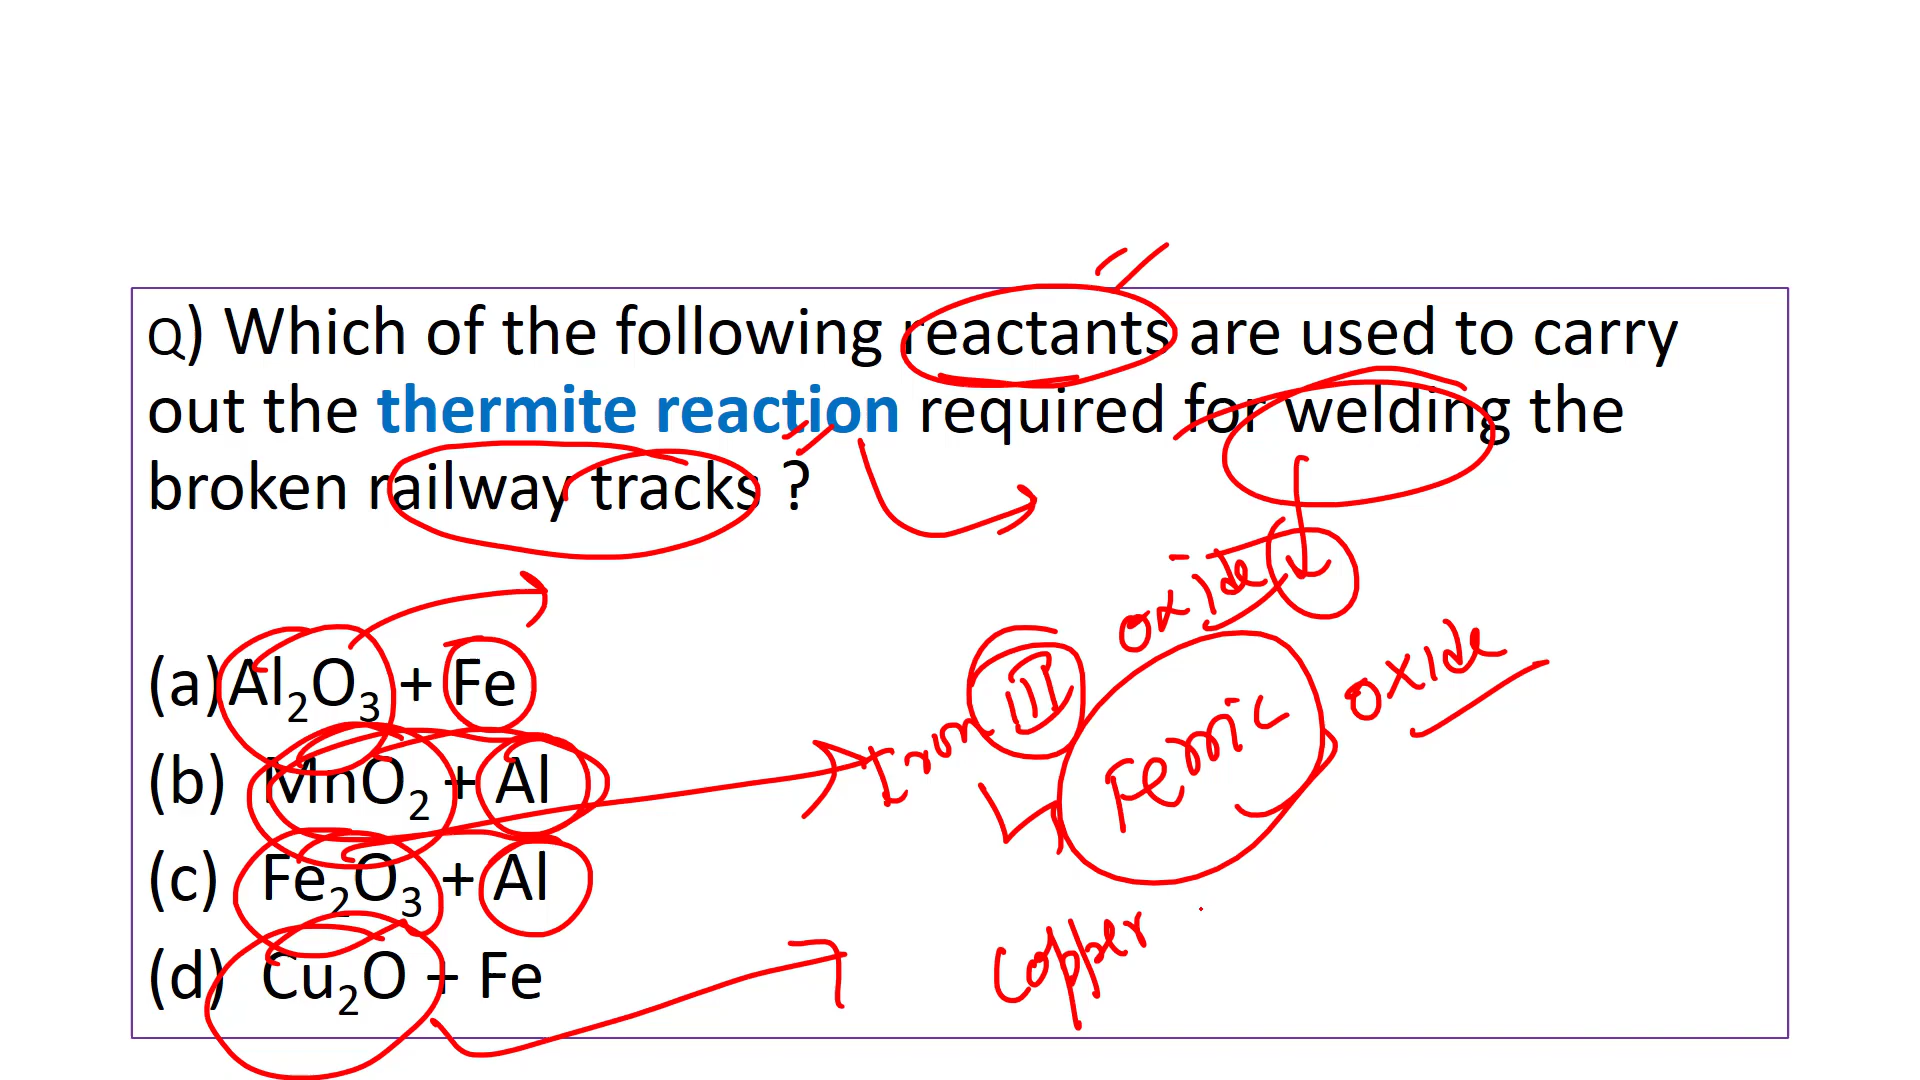 Q) Which of the following reactants are used to carry
out the thermite reaction required for welding the
broken railway tracks ?
(a) Al₂O₃ + Fe
(b) MnO₂ + Al
(c) Fe₂O₃ + Al
(d) Cu₂O + Fe
Iron III oxide
Ferric oxide
Copper